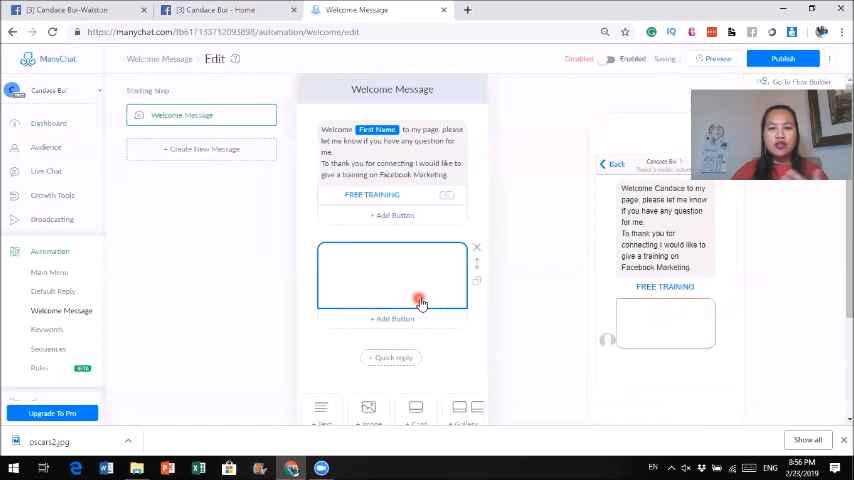 [3] Candace Bui-Walston
[3] Candace Bui - Home
Welcome Message
https://manychat.com/fb617133712093898/automation/welcome/edit
ManyChat
Welcome Message
Edit
Disabled
Enabled
Saving...
Preview
Publish
Candace Bui
Starting Step
Welcome Message
Go To Flow Builder
Dashboard
Welcome Message
Audience
+ Create New Message
Live Chat
Growth Tools
Broadcasting
Automation
Main Menu
Default Reply
Welcome Message
Keywords
Sequences
Rules
BETA
Upgrade To Pro
Welcome First Name to my page. please
let me know if you have any question for
me.
To thank you for connecting I would like to
give a training on Facebook Marketing.
FREE TRAINING
+ Add Button
+ Add Button
+ Quick reply
+ Text
+ Image
+ Card
+ Gallery
Back
Candace Bui
Typically replies instantly
Welcome Candace to my
page. please let me know
if you have any question
for me.
To thank you for
connecting I would like to
give a training on
Facebook Marketing.
FREE TRAINING
oscars2.jpg
Show all
EN
ENG
8:56 PM
2/23/2019